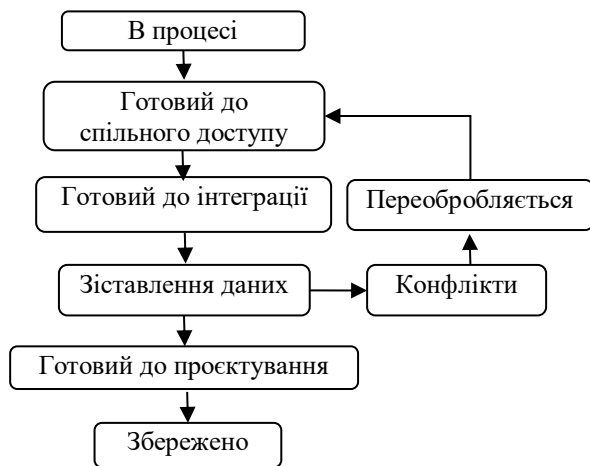 В процесі
Готовий до
спільного доступу
Готовий до інтеграції
Переобробляється
Зіставлення даних
Конфлікти
Готовий до проєктування
Збережено